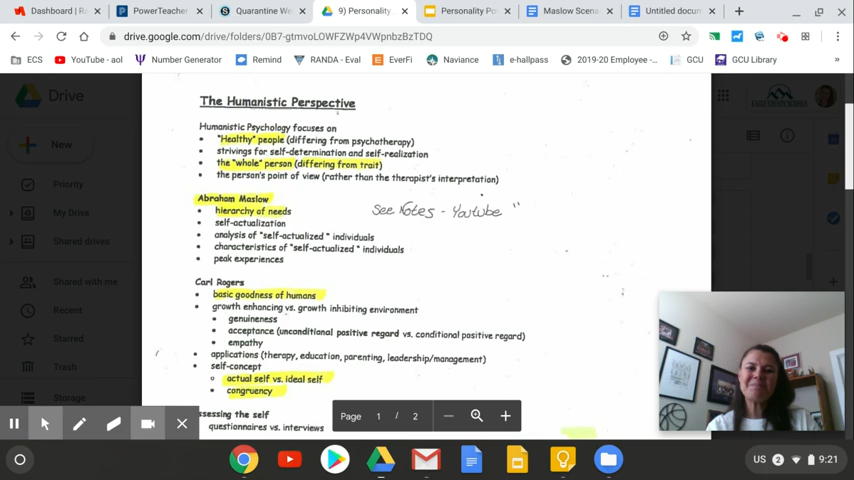 Dashboard | R
PowerTeacher
Quarantine We
9) Personality
Personality Po
Maslow Scena
Untitled docum
drive.google.com/drive/folders/0B7-gtmvoLOWFZWp4VWpnbzBzTDQ
ECS
YouTube - aol
Number Generator
Remind
RANDA - Eval
EverFi
Naviance
e-hallpass
2019-20 Employee -...
GCU
GCU Library
»
Drive
New
Priority
My Drive
Shared drives
Shared with me
Recent
Starred
Trash
Storage
The Humanistic Perspective
Humanistic Psychology focuses on
• "Healthy" people (differing from psychotherapy)
• strivings for self-determination and self-realization
• the "whole" person (differing from trait)
• the person's point of view (rather than the therapist's interpretation)
Abraham Maslow
• hierarchy of needs
See Notes - Youtube "
• self-actualization
• analysis of "self-actualized " individuals
• characteristics of "self-actualized " individuals
• peak experiences
Carl Rogers
• basic goodness of humans
• growth enhancing vs. growth inhibiting environment
• genuineness
• acceptance (unconditional positive regard vs. conditional positive regard)
• empathy
• applications (therapy, education, parenting, leadership/management)
• self-concept
o actual self vs. ideal self
• congruency
ssessing the self
questionnaires vs. interviews
Page 1 / 2
US 2 9:21